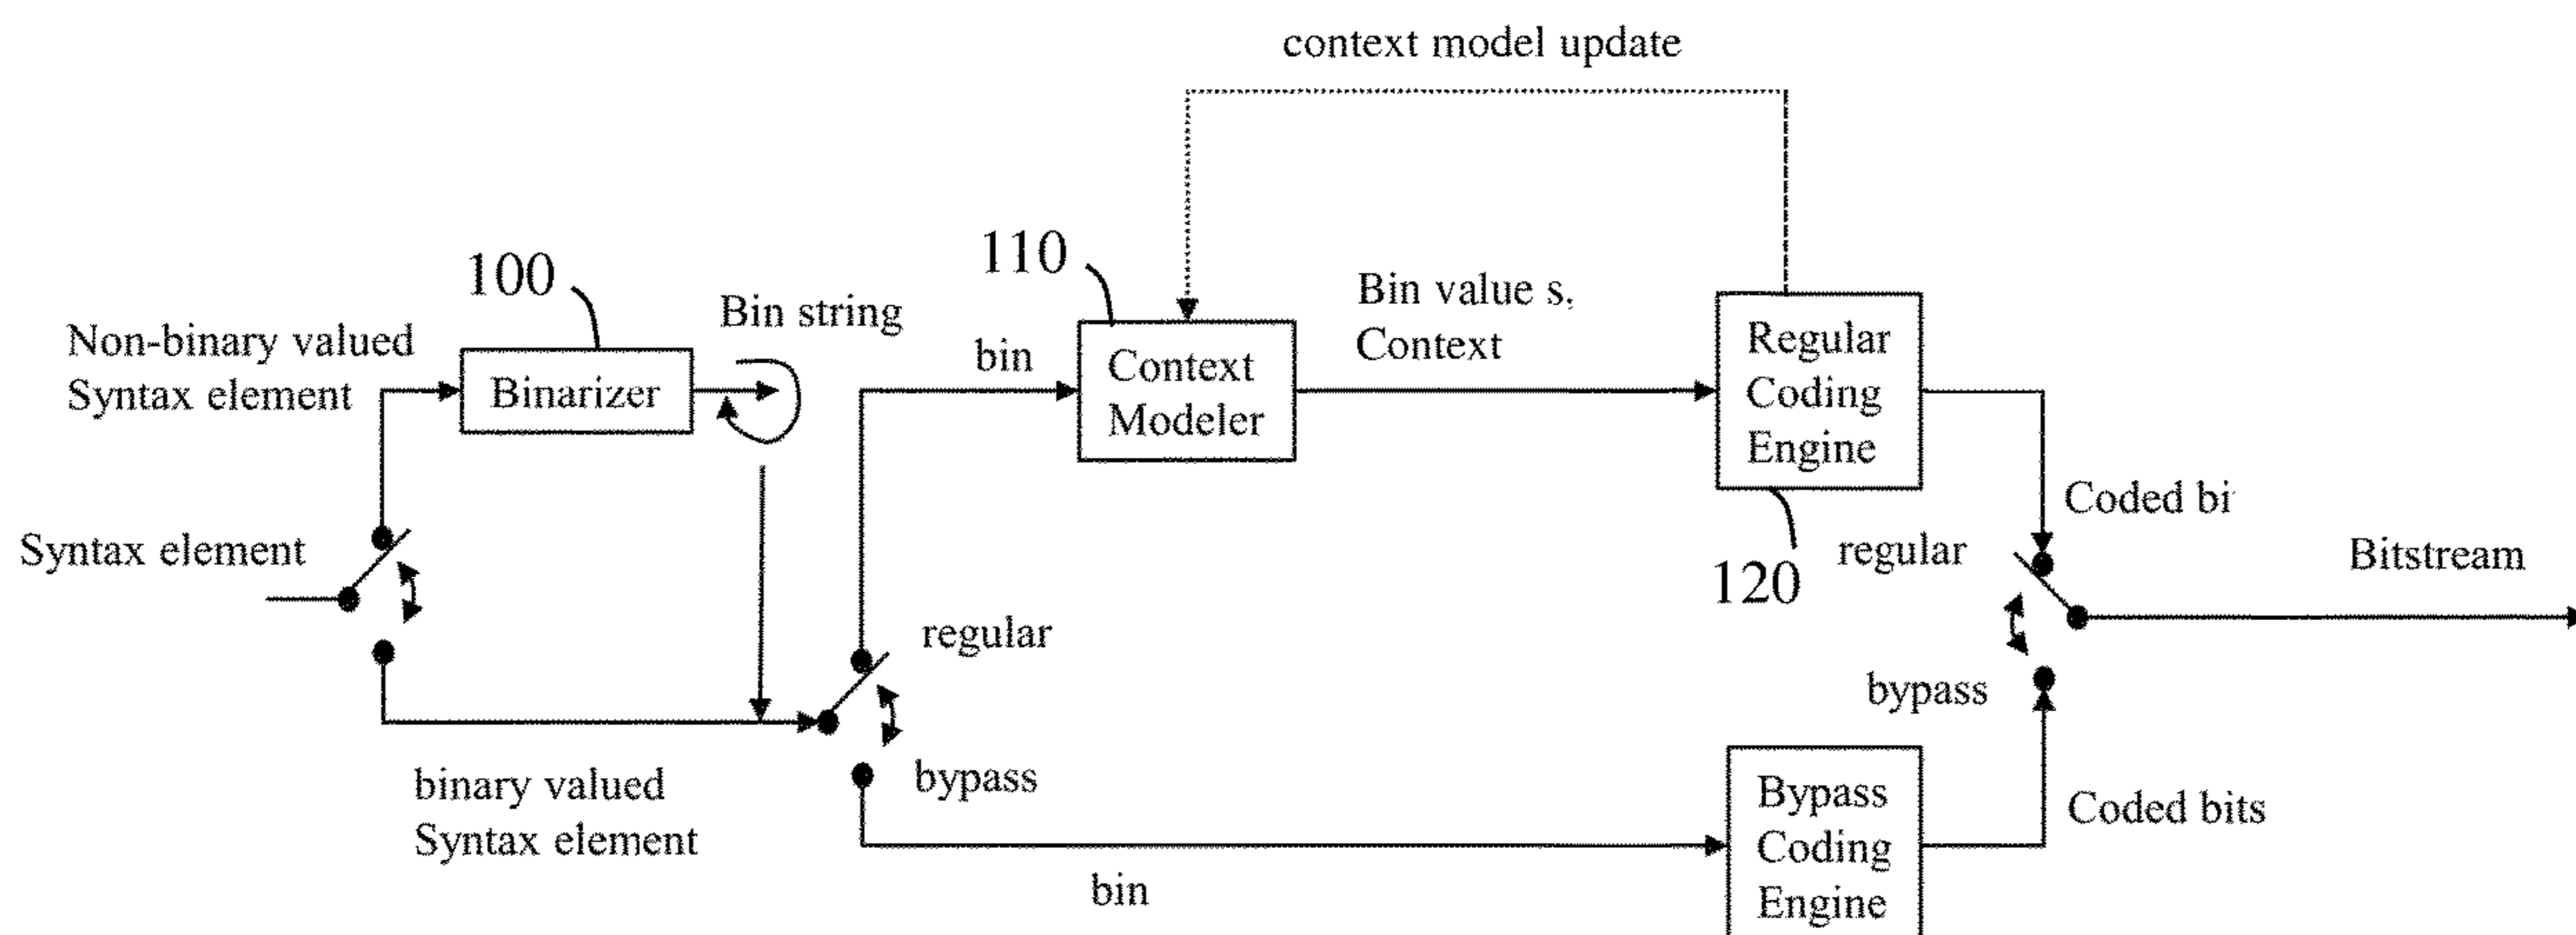 context model update
110
100
Bin value s,
Context
Bin string
Non-binary valued
Syntax element
bin
Context
Modeler
Regular
Coding
Engine
Binarizer
Coded bi
Syntax element
regular
Bitstream
120
regular
bypass
binary valued
Syntax element
bypass
Bypass
Coding
Engine
Coded bits
bin